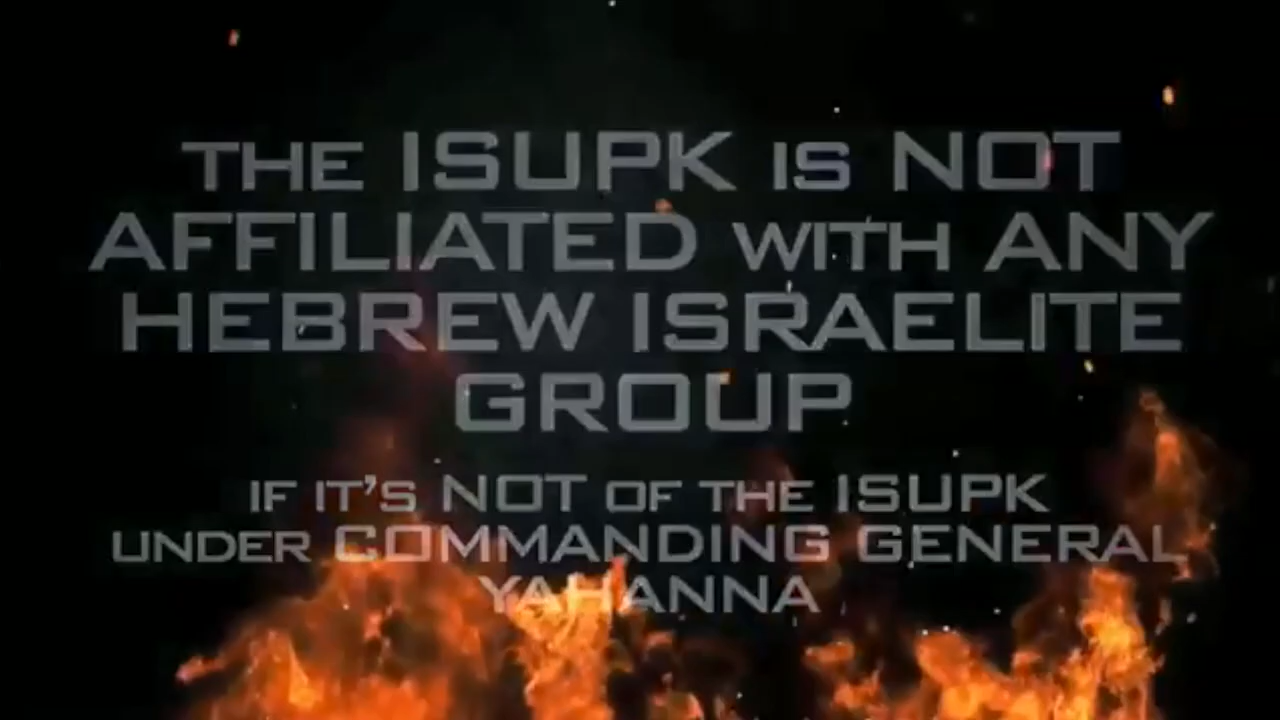 THE ISUPK IS NOT
AFFILIATED WITH ANY
HEBREW ISRAELITE
GROUP
IF IT'S NOT OF THE ISUPK
UNDER COMMANDING GENERAL
YAHANNA